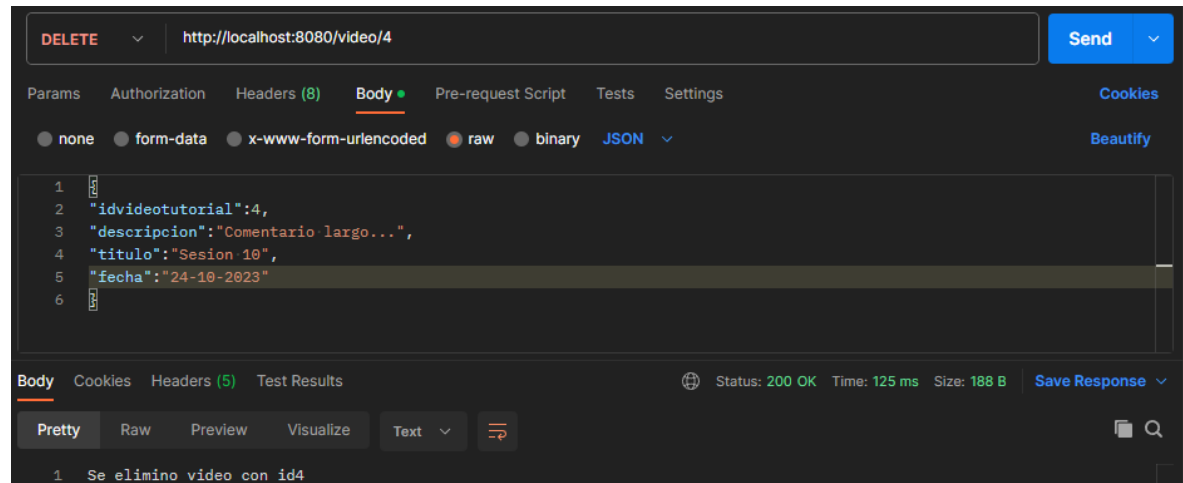 DELETE http://localhost:8080/video/4 Send
Params Authorization Headers (8) Body Pre-request Script Tests Settings Cookies
none form-data x-www-form-urlencoded raw binary JSON Beautify
1 {
2 "idvideotutorial":4,
3 "descripcion":"Comentario largo...",
4 "titulo":"Sesion 10",
5 "fecha":"24-10-2023"
6 }
Body Cookies Headers (5) Test Results Status: 200 OK Time: 125 ms Size: 188 B Save Response
Pretty Raw Preview Visualize Text
1 Se elimino video con id4